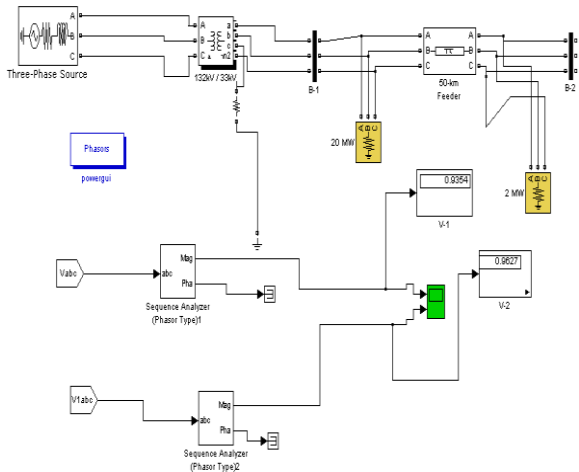 A
B
C
Three-Phase Source
A
B
C
a
b
c
n2
132kV / 33kV
B-1
A
B
C
20 MW
A
B
C
A
B
C
50-km
Feeder
B-2
A
B
C
2 MW
Phasors
powergui
0.9354
V-1
0.9627
V-2
Vabc
abc
Mag
Pha
Sequence Analyzer
(Phasor Type)1
V1abc
abc
Mag
Pha
Sequence Analyzer
(Phasor Type)2